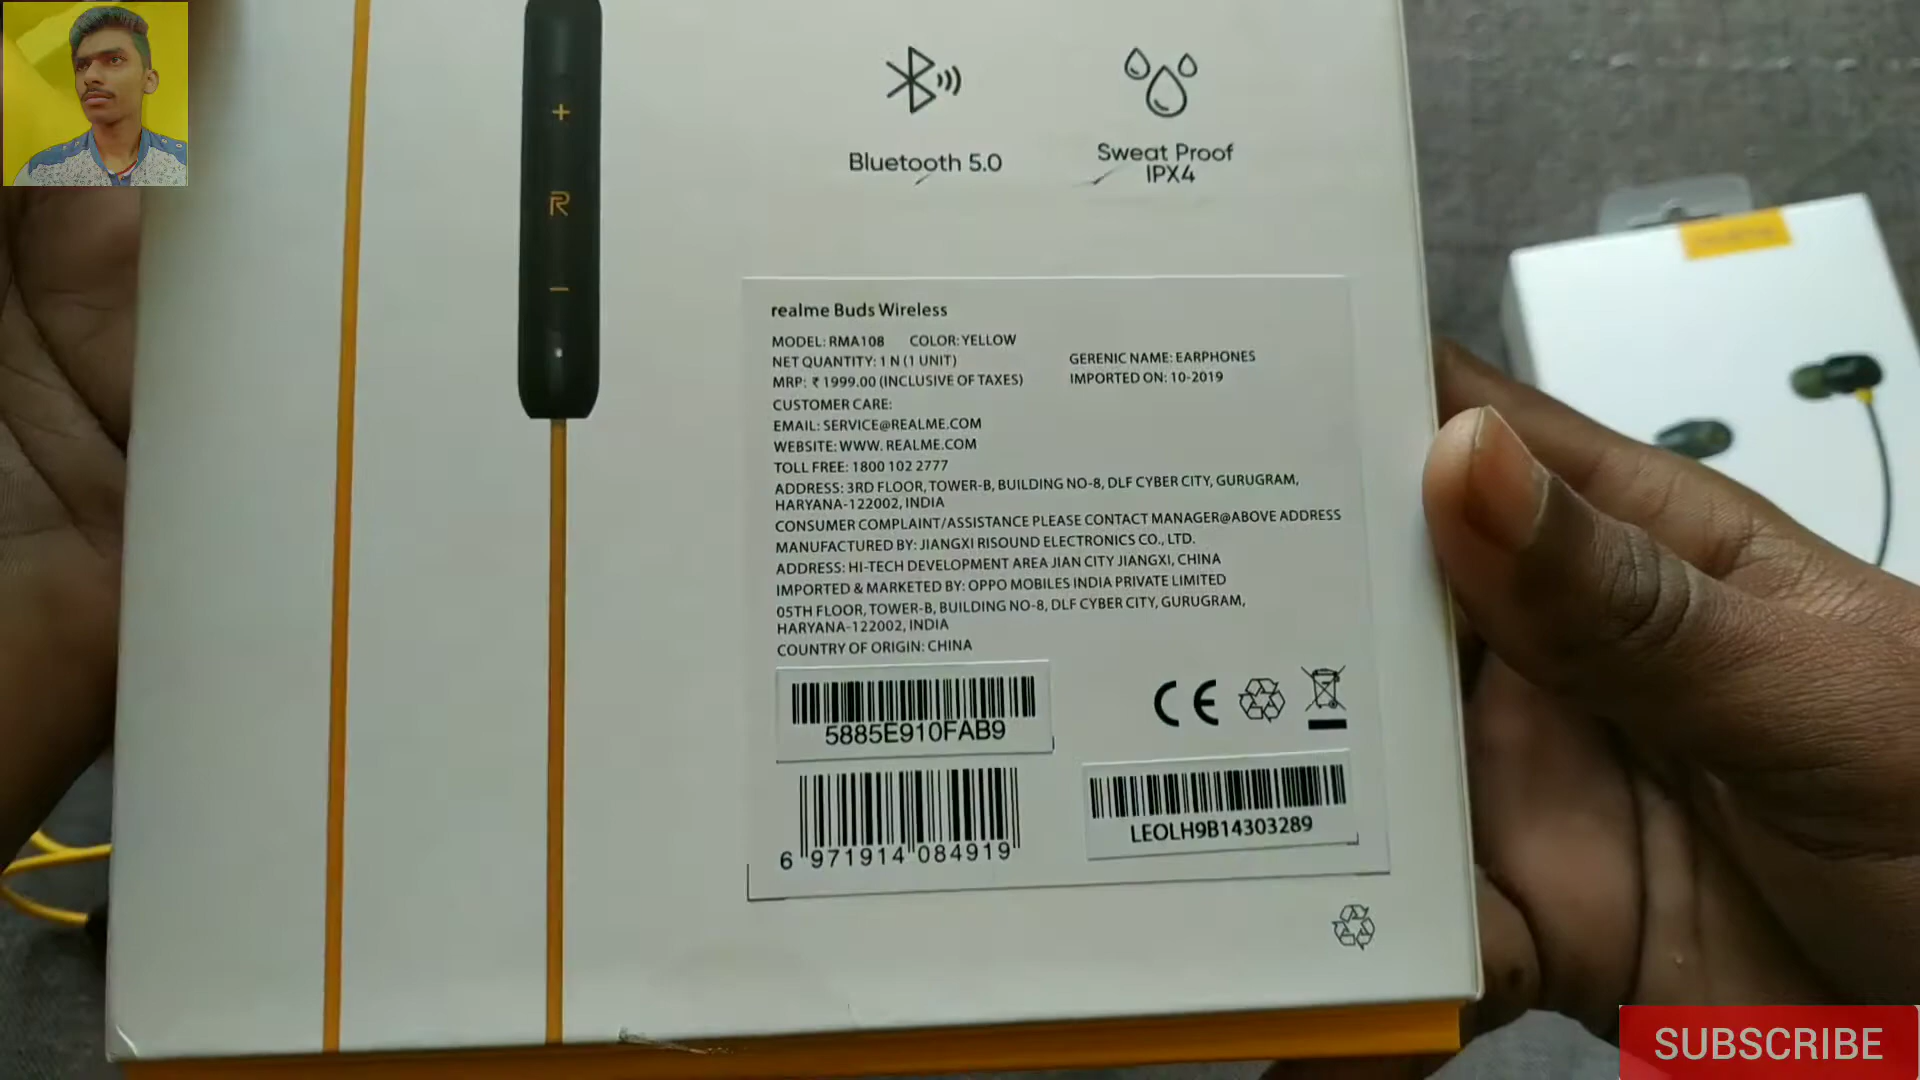 +
R
−
Bluetooth 5.0
Sweat Proof
IPX4
realme Buds Wireless
MODEL: RMA108 COLOR: YELLOW
NET QUANTITY: 1 N (1 UNIT)
MRP: ₹ 1999.00 (INCLUSIVE OF TAXES)
GERENIC NAME: EARPHONES
IMPORTED ON: 10-2019
CUSTOMER CARE:
EMAIL: SERVICE@REALME.COM
WEBSITE: WWW. REALME.COM
TOLL FREE: 1800 102 2777
ADDRESS: 3RD FLOOR, TOWER-B, BUILDING NO-8, DLF CYBER CITY, GURUGRAM,
HARYANA-122002, INDIA
CONSUMER COMPLAINT/ASSISTANCE PLEASE CONTACT MANAGER@ABOVE ADDRESS
MANUFACTURED BY: JIANGXI RISOUND ELECTRONICS CO., LTD.
ADDRESS: HI-TECH DEVELOPMENT AREA JIAN CITY JIANGXI, CHINA
IMPORTED & MARKETED BY: OPPO MOBILES INDIA PRIVATE LIMITED
05TH FLOOR, TOWER-B, BUILDING NO-8, DLF CYBER CITY, GURUGRAM,
HARYANA-122002, INDIA
COUNTRY OF ORIGIN: CHINA
5885E910FAB9
CE
6 971914 084919
LEOLH9B14303289
SUBSCRIBE